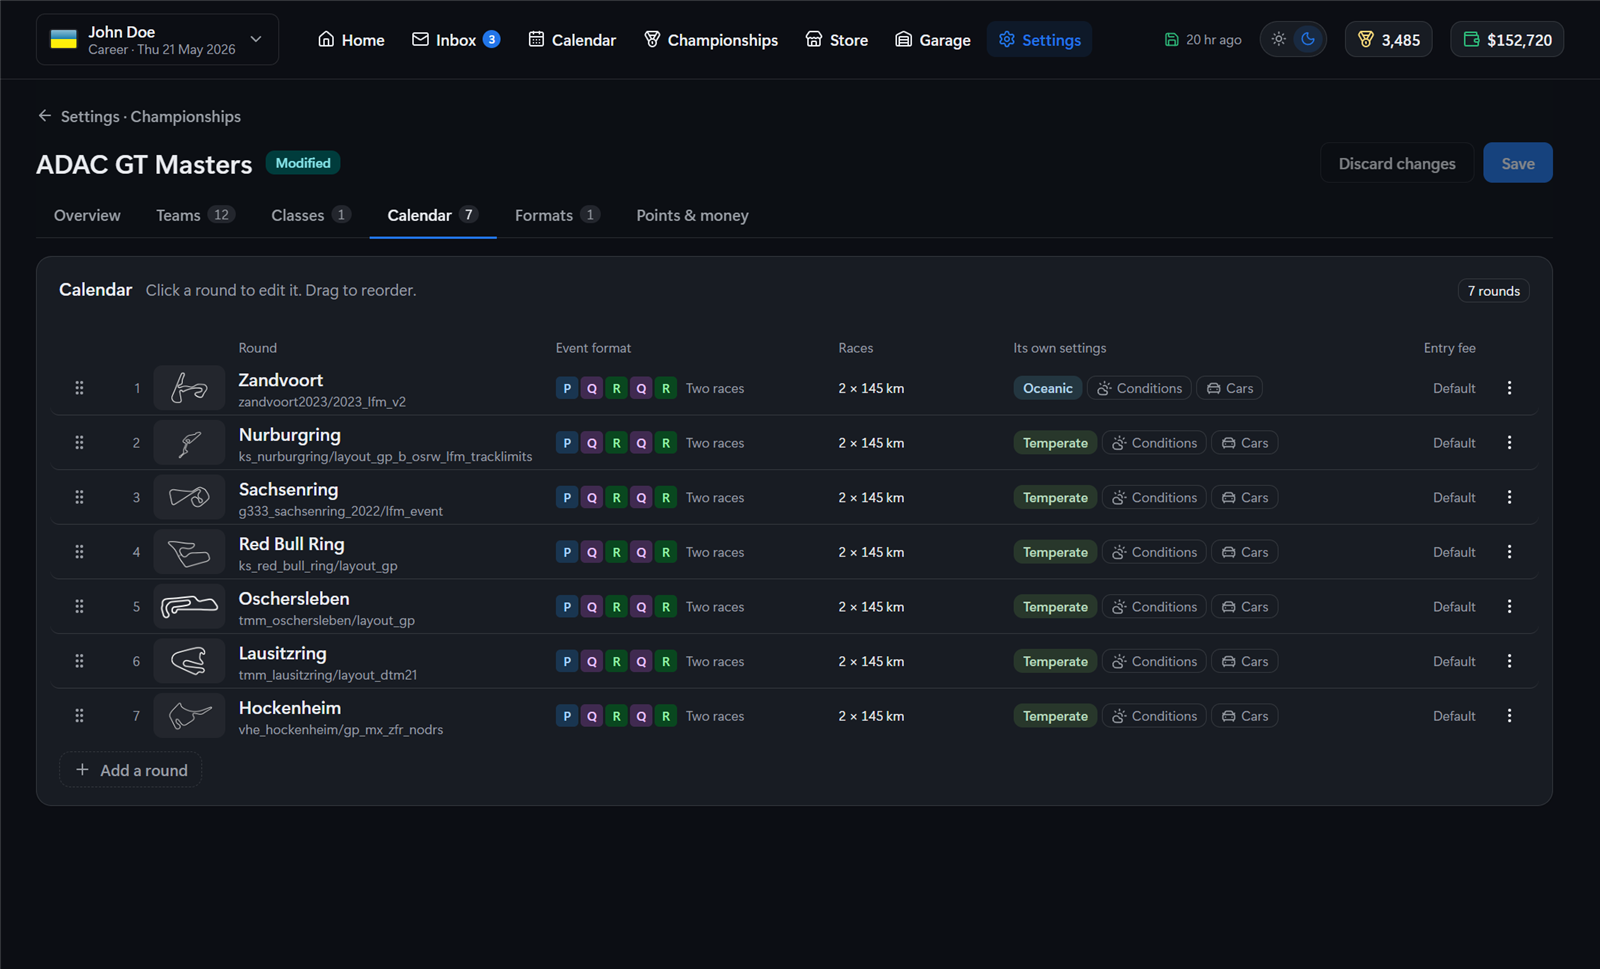 John Doe
Career · Thu 21 May 2026
Home
Inbox 3
Calendar
Championships
Store
Garage
Settings
20 hr ago
3,485
$152,720
Settings · Championships
ADAC GT Masters Modified
Discard changes
Save
Overview
Teams 12
Classes 1
Calendar 7
Formats 1
Points & money
Calendar Click a round to edit it. Drag to reorder.
7 rounds
Round Event format Races Its own settings Entry fee
1 Zandvoort P Q R Q R Two races 2 × 145 km Oceanic Conditions Cars Default
zandvoort2023/2023_lfm_v2
2 Nurburgring P Q R Q R Two races 2 × 145 km Temperate Conditions Cars Default
ks_nurburgring/layout_gp_b_osrw_lfm_tracklimits
3 Sachsenring P Q R Q R Two races 2 × 145 km Temperate Conditions Cars Default
g333_sachsenring_2022/lfm_event
4 Red Bull Ring P Q R Q R Two races 2 × 145 km Temperate Conditions Cars Default
ks_red_bull_ring/layout_gp
5 Oschersleben P Q R Q R Two races 2 × 145 km Temperate Conditions Cars Default
tmm_oschersleben/layout_gp
6 Lausitzring P Q R Q R Two races 2 × 145 km Temperate Conditions Cars Default
tmm_lausitzring/layout_dtm21
7 Hockenheim P Q R Q R Two races 2 × 145 km Temperate Conditions Cars Default
vhe_hockenheim/gp_mx_zfr_nodrs
Add a round